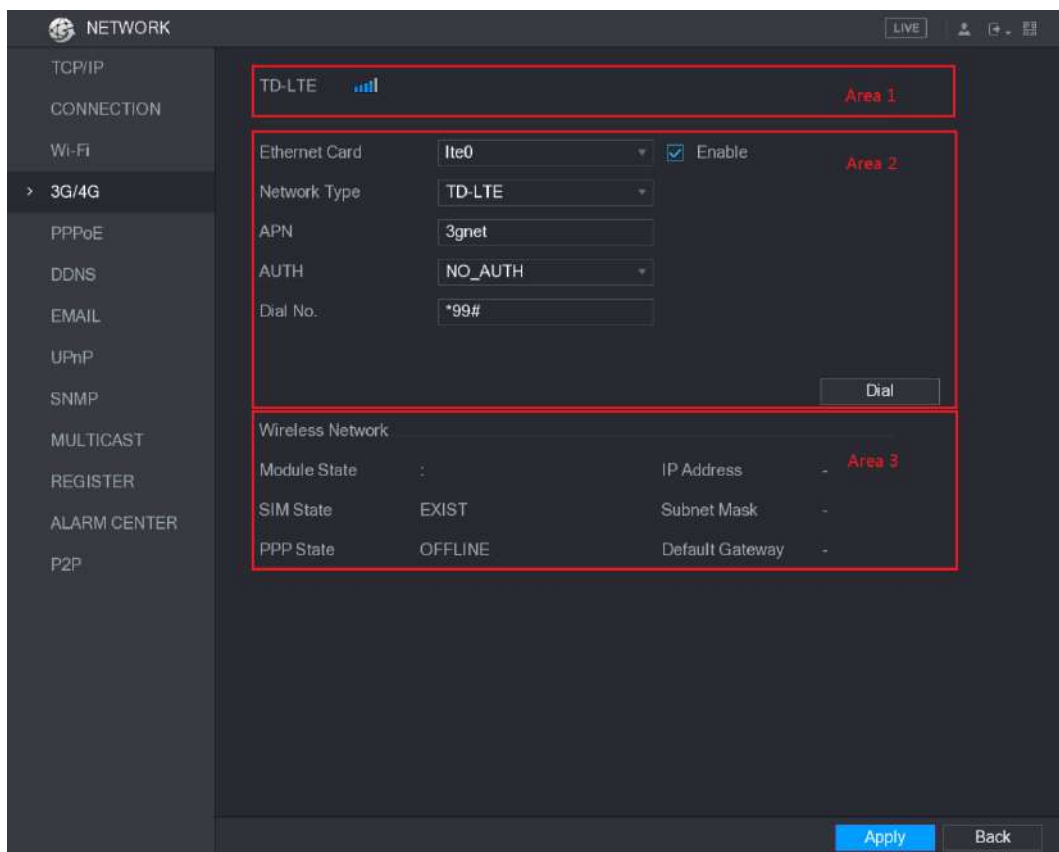 NETWORK
LIVE
TCP/IP
CONNECTION
Wi-Fi
> 3G/4G
PPPoE
DDNS
EMAIL
UPnP
SNMP
MULTICAST
REGISTER
ALARM CENTER
P2P
TD-LTE
Area 1
Ethernet Card lte0 Enable
Area 2
Network Type TD-LTE
APN 3gnet
AUTH NO_AUTH
Dial No. *99#
Dial
Wireless Network
Module State : IP Address -
Area 3
SIM State EXIST Subnet Mask -
PPP State OFFLINE Default Gateway -
Apply Back